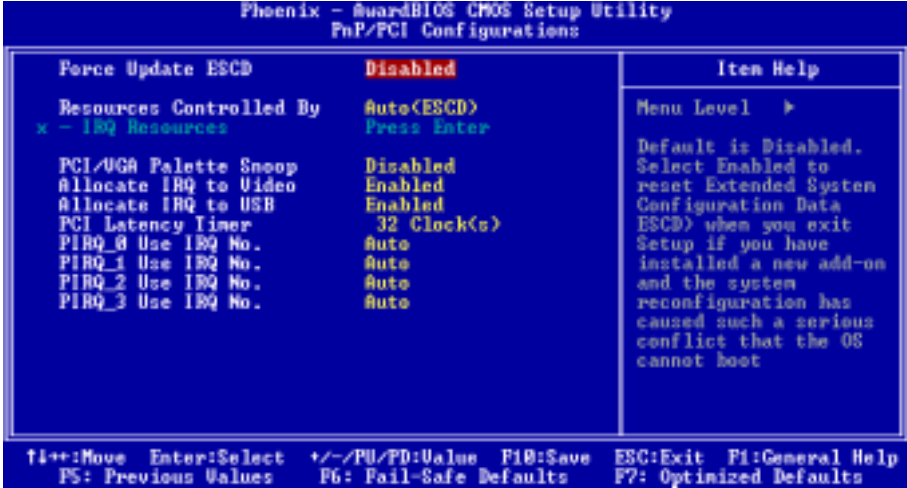 Phoenix - AwardBIOS CMOS Setup Utility
PnP/PCI Configurations
Force Update ESCD Disabled
Resources Controlled By Auto(ESCD)
x - IRQ Resources Press Enter
PCI/VGA Palette Snoop Disabled
Allocate IRQ to Video Enabled
Allocate IRQ to USB Enabled
PCI Latency Timer 32 Clock(s)
PIRQ_0 Use IRQ No. Auto
PIRQ_1 Use IRQ No. Auto
PIRQ_2 Use IRQ No. Auto
PIRQ_3 Use IRQ No. Auto
Item Help
Menu Level ▶
Default is Disabled.
Select Enabled to
reset Extended System
Configuration Data
ESCD) when you exit
Setup if you have
installed a new add-on
and the system
reconfiguration has
caused such a serious
conflict that the OS
cannot boot
↑↓→←:Move Enter:Select +/-/PU/PD:Value F10:Save ESC:Exit F1:General Help
F5: Previous Values F6: Fail-Safe Defaults F7: Optimized Defaults